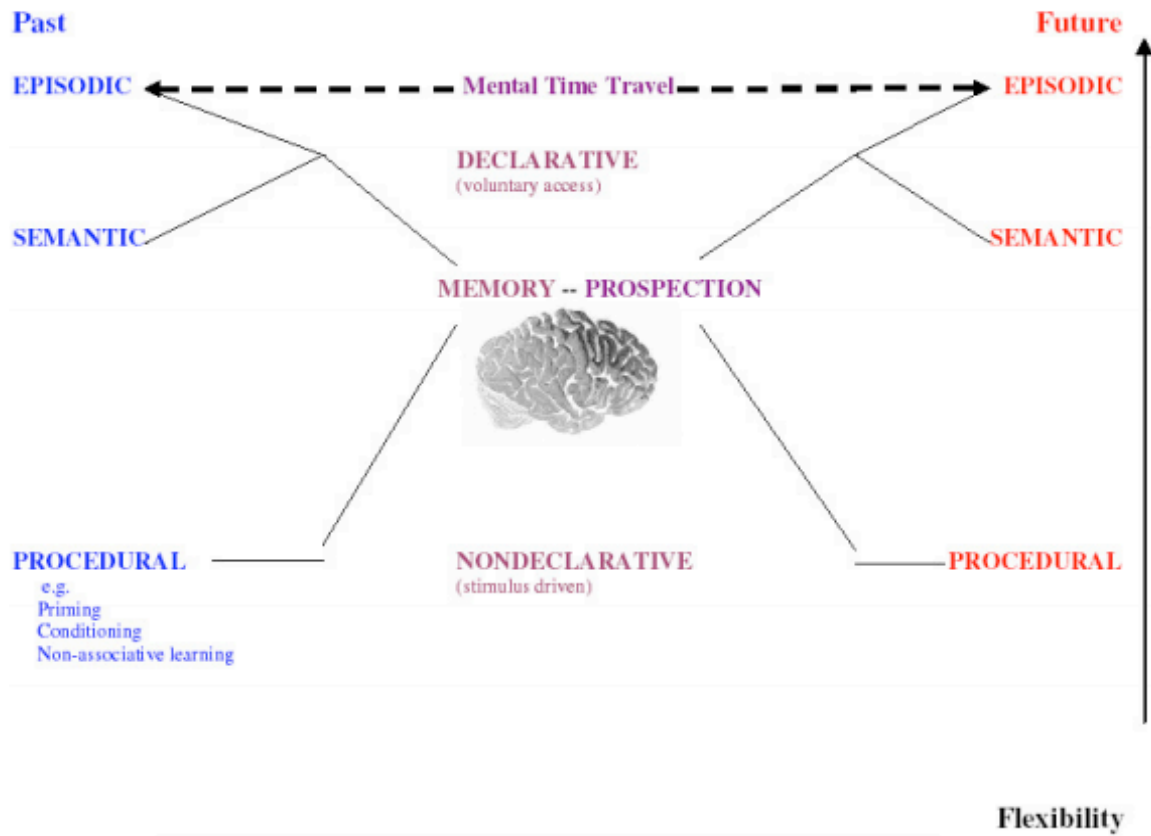 Past
Future
EPISODIC
Mental Time Travel
EPISODIC
DECLARATIVE
(voluntary access)
SEMANTIC
SEMANTIC
MEMORY -- PROSPECTION
PROCEDURAL
NONDECLARATIVE
PROCEDURAL
e.g.
(stimulus driven)
Priming
Conditioning
Non-associative learning
Flexibility